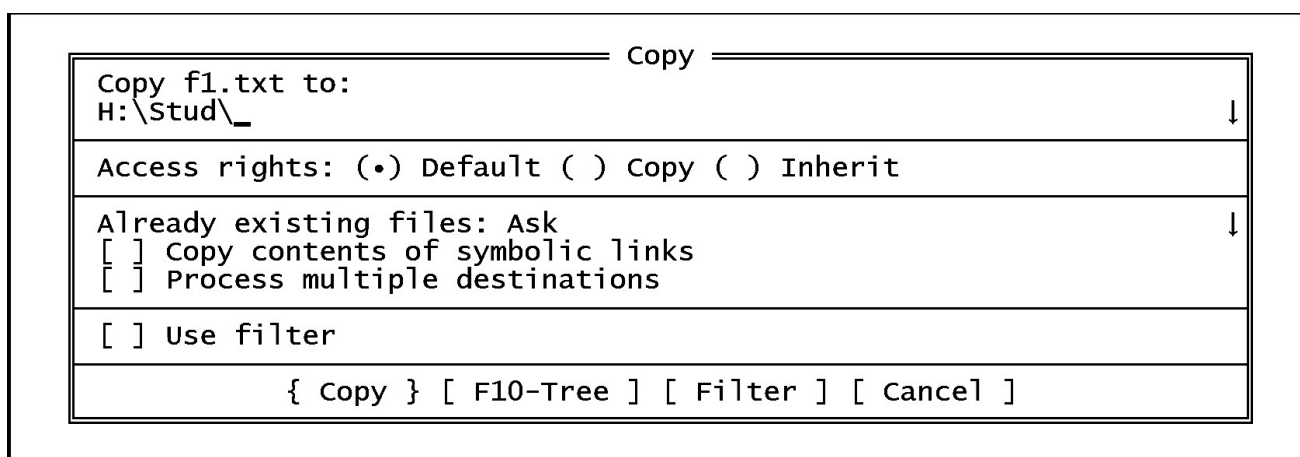 Copy
Copy f1.txt to:
H:\Stud\_
↓
Access rights: (•) Default ( ) Copy ( ) Inherit
Already existing files: Ask ↓
[ ] Copy contents of symbolic links
[ ] Process multiple destinations
[ ] Use filter
{ Copy } [ F10-Tree ] [ Filter ] [ Cancel ]